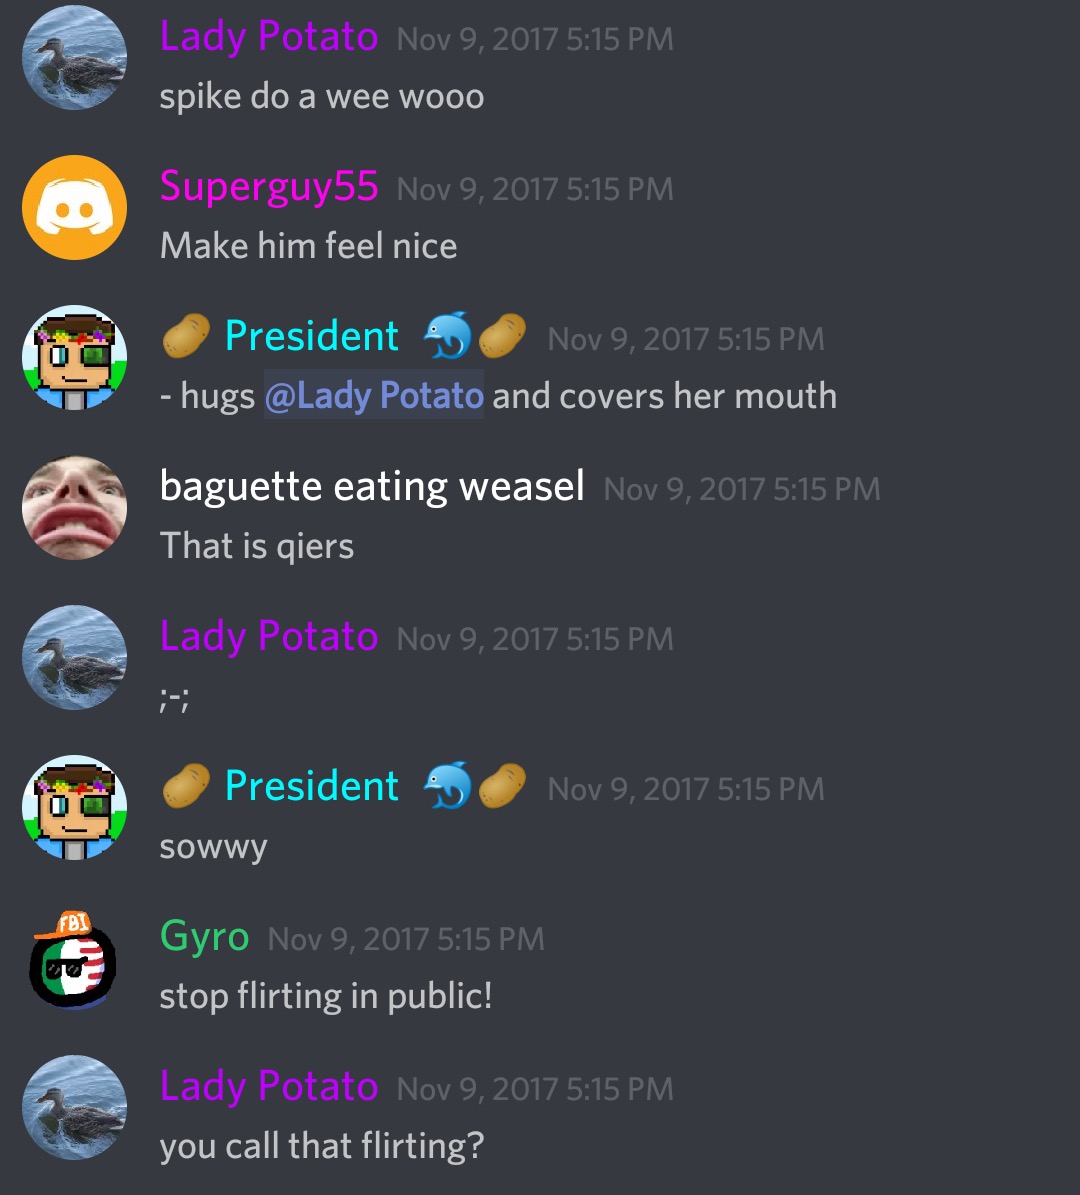 Lady Potato Nov 9, 2017 5:15 PM
spike do a wee wooo
Superguy55 Nov 9, 2017 5:15 PM
Make him feel nice
🥔 President 🐬🥔 Nov 9, 2017 5:15 PM
- hugs @Lady Potato and covers her mouth
baguette eating weasel Nov 9, 2017 5:15 PM
That is qiers
Lady Potato Nov 9, 2017 5:15 PM
;-;
🥔 President 🐬🥔 Nov 9, 2017 5:15 PM
sowwy
FBI
Gyro Nov 9, 2017 5:15 PM
stop flirting in public!
Lady Potato Nov 9, 2017 5:15 PM
you call that flirting?